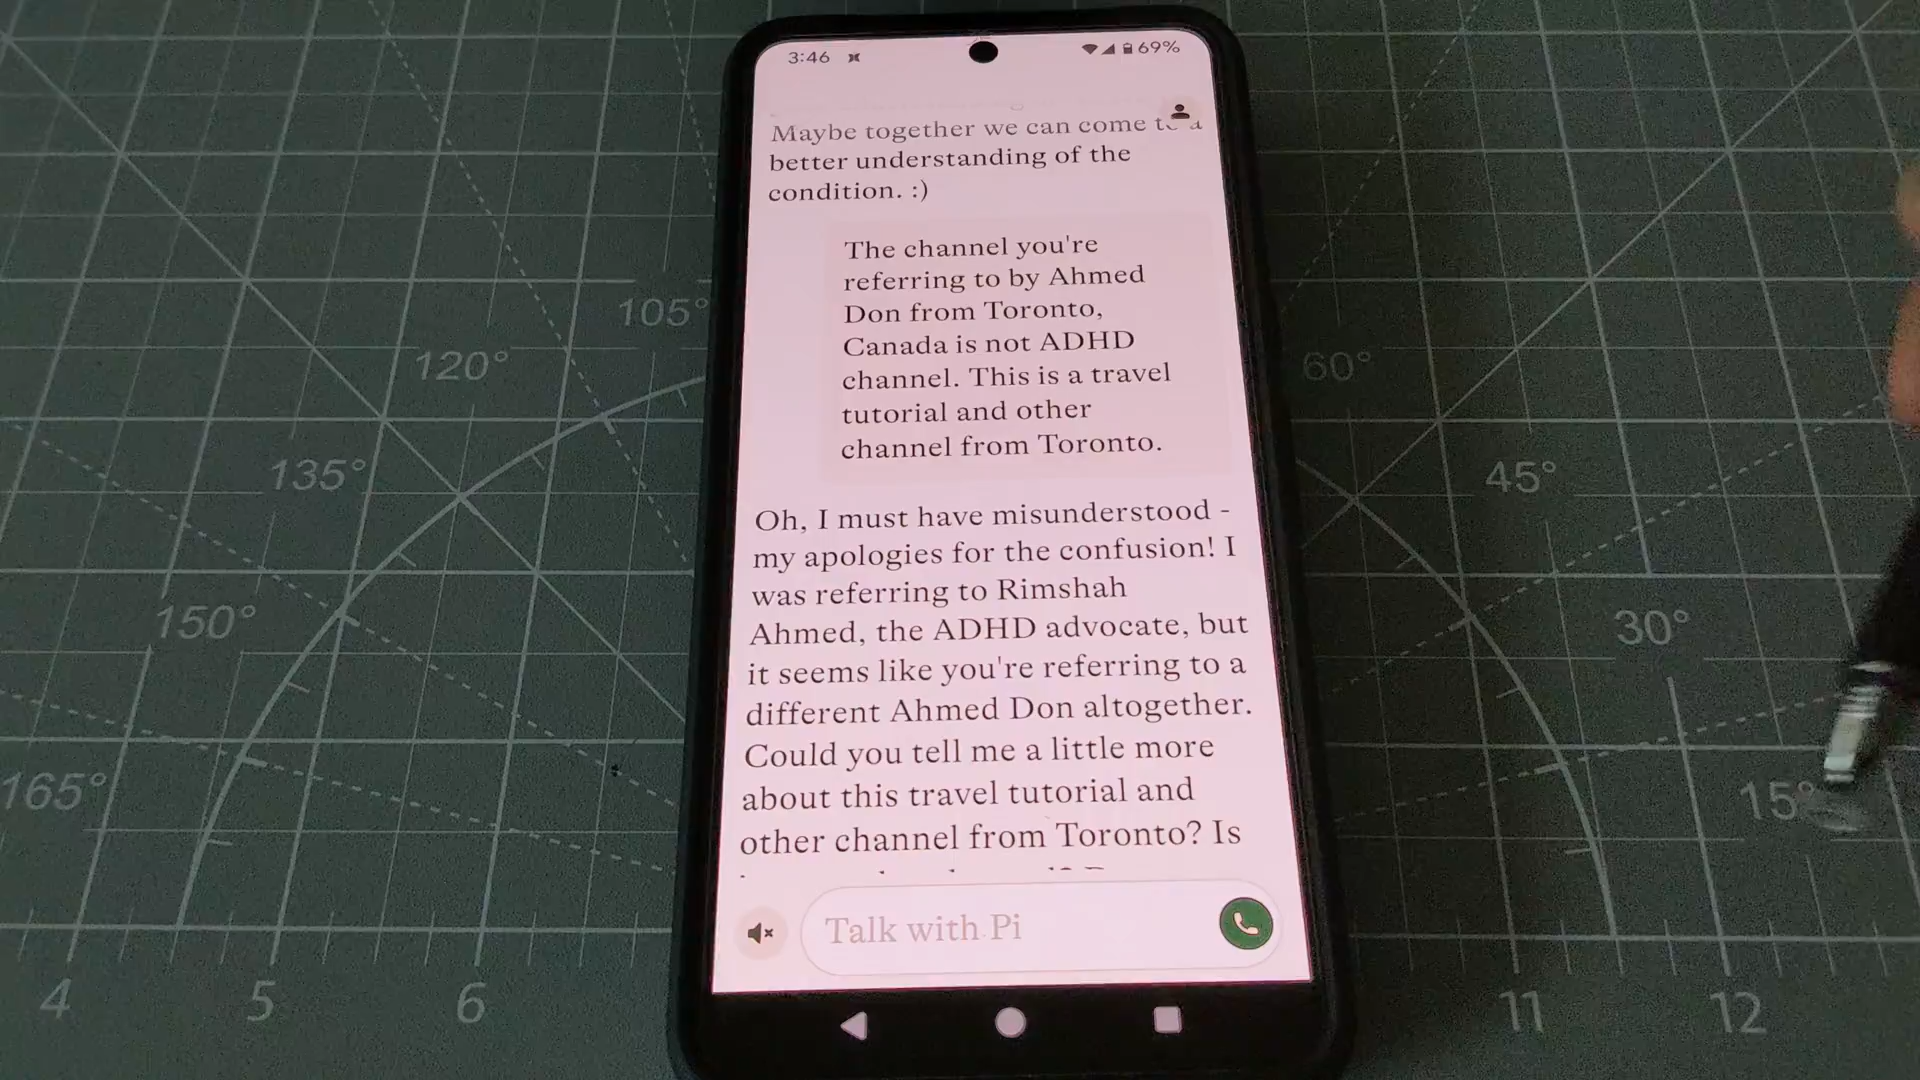 3:46
69%
Maybe together we can come to a
better understanding of the
condition. :)
The channel you're
referring to by Ahmed
Don from Toronto,
Canada is not ADHD
channel. This is a travel
tutorial and other
channel from Toronto.
Oh, I must have misunderstood -
my apologies for the confusion! I
was referring to Rimshah
Ahmed, the ADHD advocate, but
it seems like you're referring to a
different Ahmed Don altogether.
Could you tell me a little more
about this travel tutorial and
other channel from Toronto? Is
Talk with Pi
105°
120°
135°
150°
165°
60°
45°
30°
15°
4
5
6
11
12